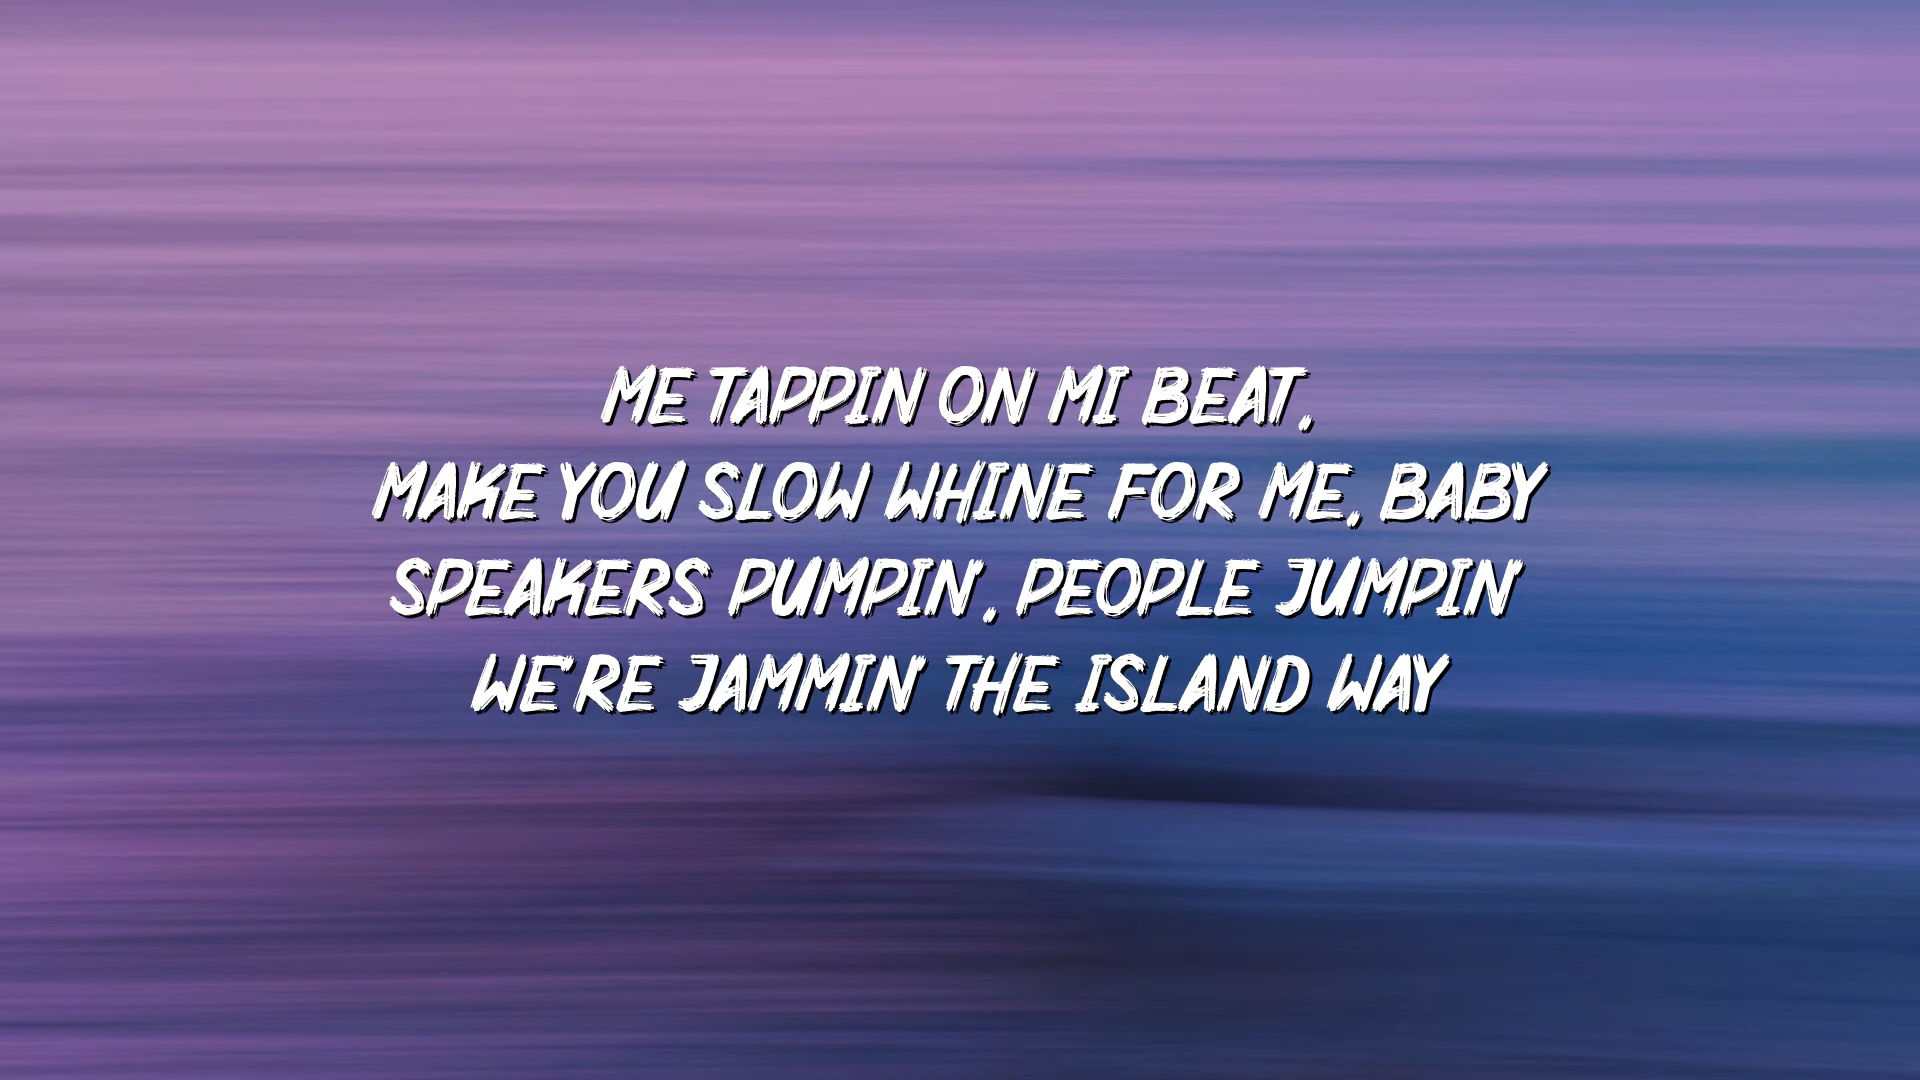 ME TAPPIN ON MI BEAT,
MAKE YOU SLOW WHINE FOR ME, BABY
SPEAKERS PUMPIN', PEOPLE JUMPIN'
WE'RE JAMMIN' THE ISLAND WAY